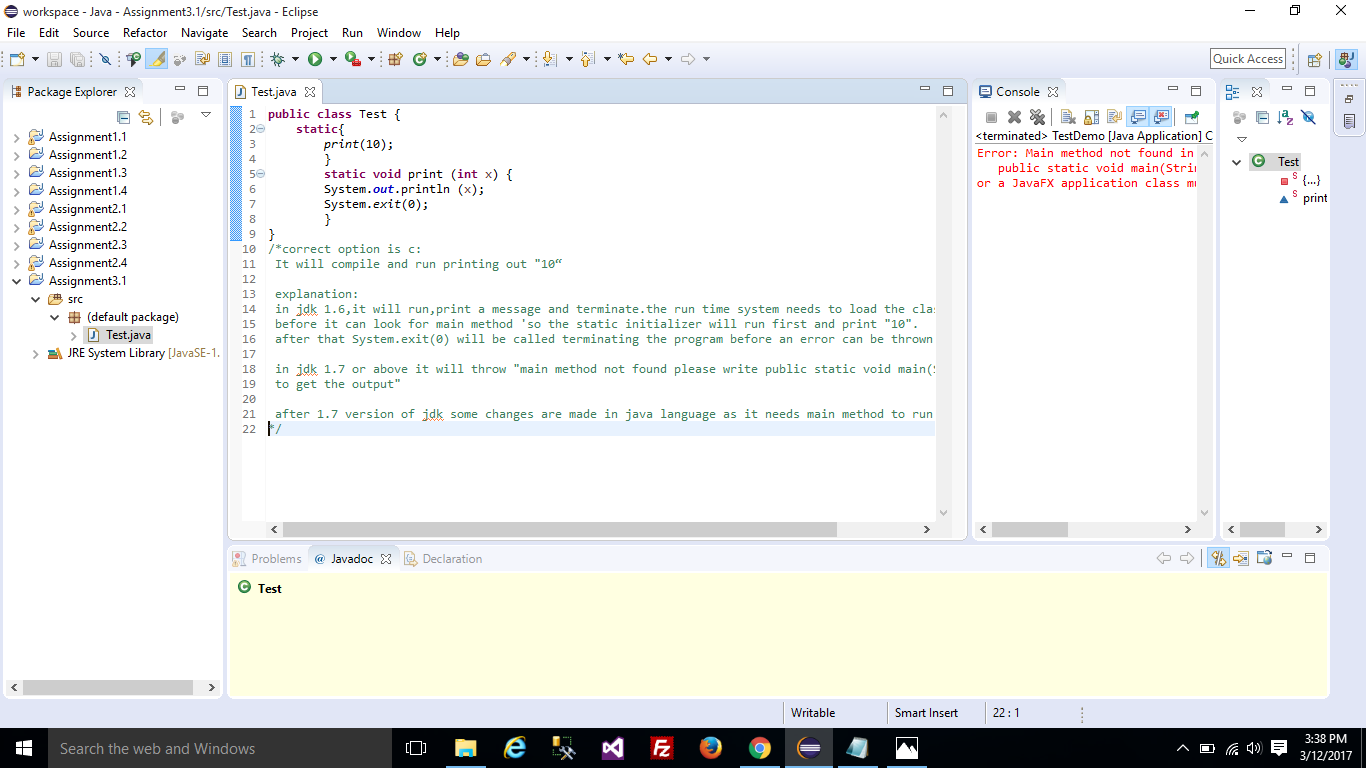 workspace - Java - Assignment3.1/src/Test.java - Eclipse
File Edit Source Refactor Navigate Search Project Run Window Help
Quick Access
Package Explorer
Assignment1.1
Assignment1.2
Assignment1.3
Assignment1.4
Assignment2.1
Assignment2.2
Assignment2.3
Assignment2.4
Assignment3.1
src
(default package)
Test.java
JRE System Library [JavaSE-1.
Test.java
1 public class Test {
2 static{
3 print(10);
4 }
5 static void print (int x) {
6 System.out.println (x);
7 System.exit(0);
8 }
9 }
10 /*correct option is c:
11 It will compile and run printing out "10“
12
13 explanation:
14 in jdk 1.6,it will run,print a message and terminate.the run time system needs to load the clas
15 before it can look for main method 'so the static initializer will run first and print "10".
16 after that System.exit(0) will be called terminating the program before an error can be thrown
17
18 in jdk 1.7 or above it will throw "main method not found please write public static void main(S
19 to get the output"
20
21 after 1.7 version of jdk some changes are made in java language as it needs main method to run
22 */
Console
<terminated> TestDemo [Java Application] C
Error: Main method not found in
public static void main(Strin
or a JavaFX application class mu
Test
{...}
print
Problems @ Javadoc Declaration
Test
Writable Smart Insert 22 : 1
Search the web and Windows
3:38 PM
3/12/2017